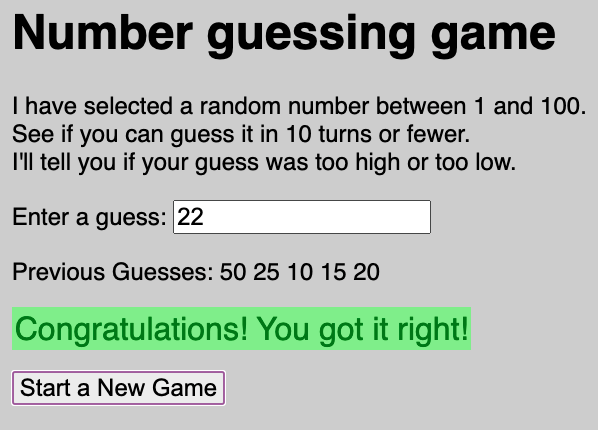 Number guessing game
I have selected a random number between 1 and 100.
See if you can guess it in 10 turns or fewer.
I'll tell you if your guess was too high or too low.
Enter a guess: 22
Previous Guesses: 50 25 10 15 20
Congratulations! You got it right!
Start a New Game